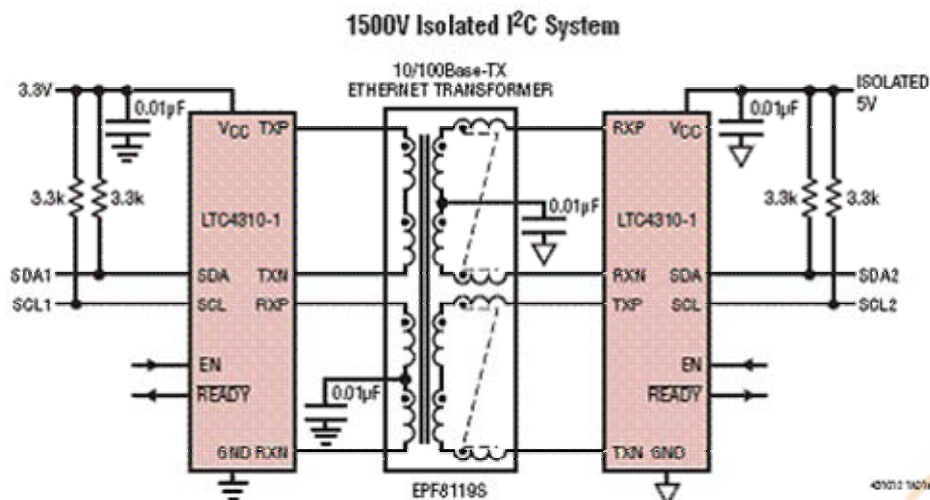 1500V Isolated I²C System
10/100Base-TX
ETHERNET TRANSFORMER
3.3V
0.01µF
3.3k
3.3k
VCC
TXP
LTC4310-1
SDA1
SDA
TXN
SCL1
SCL
RXP
EN
READY
0.01µF
GND RXN
EPF8119S
0.01µF
RXP
VCC
LTC4310-1
RXN
SDA
TXP
SCL
EN
READY
TXN GND
0.01µF
ISOLATED
5V
3.3k
3.3k
SDA2
SCL2